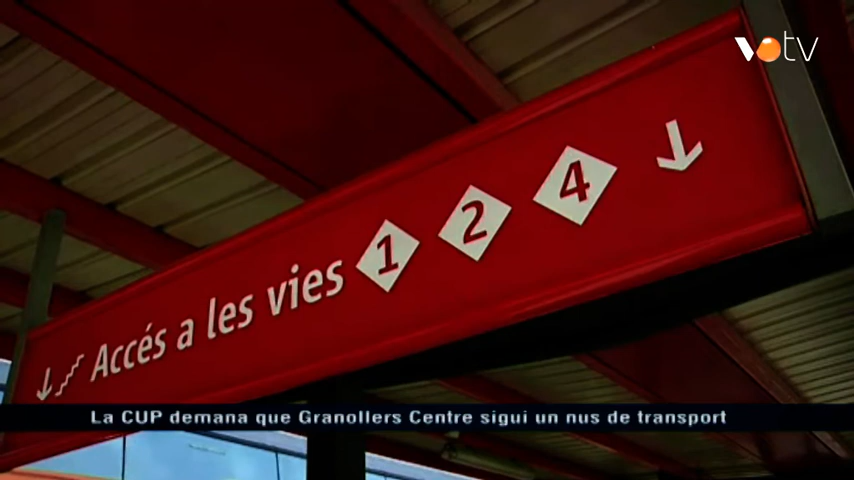 votv
Accés a les vies 1 2 4
La CUP demana que Granollers Centre sigui un nus de transport